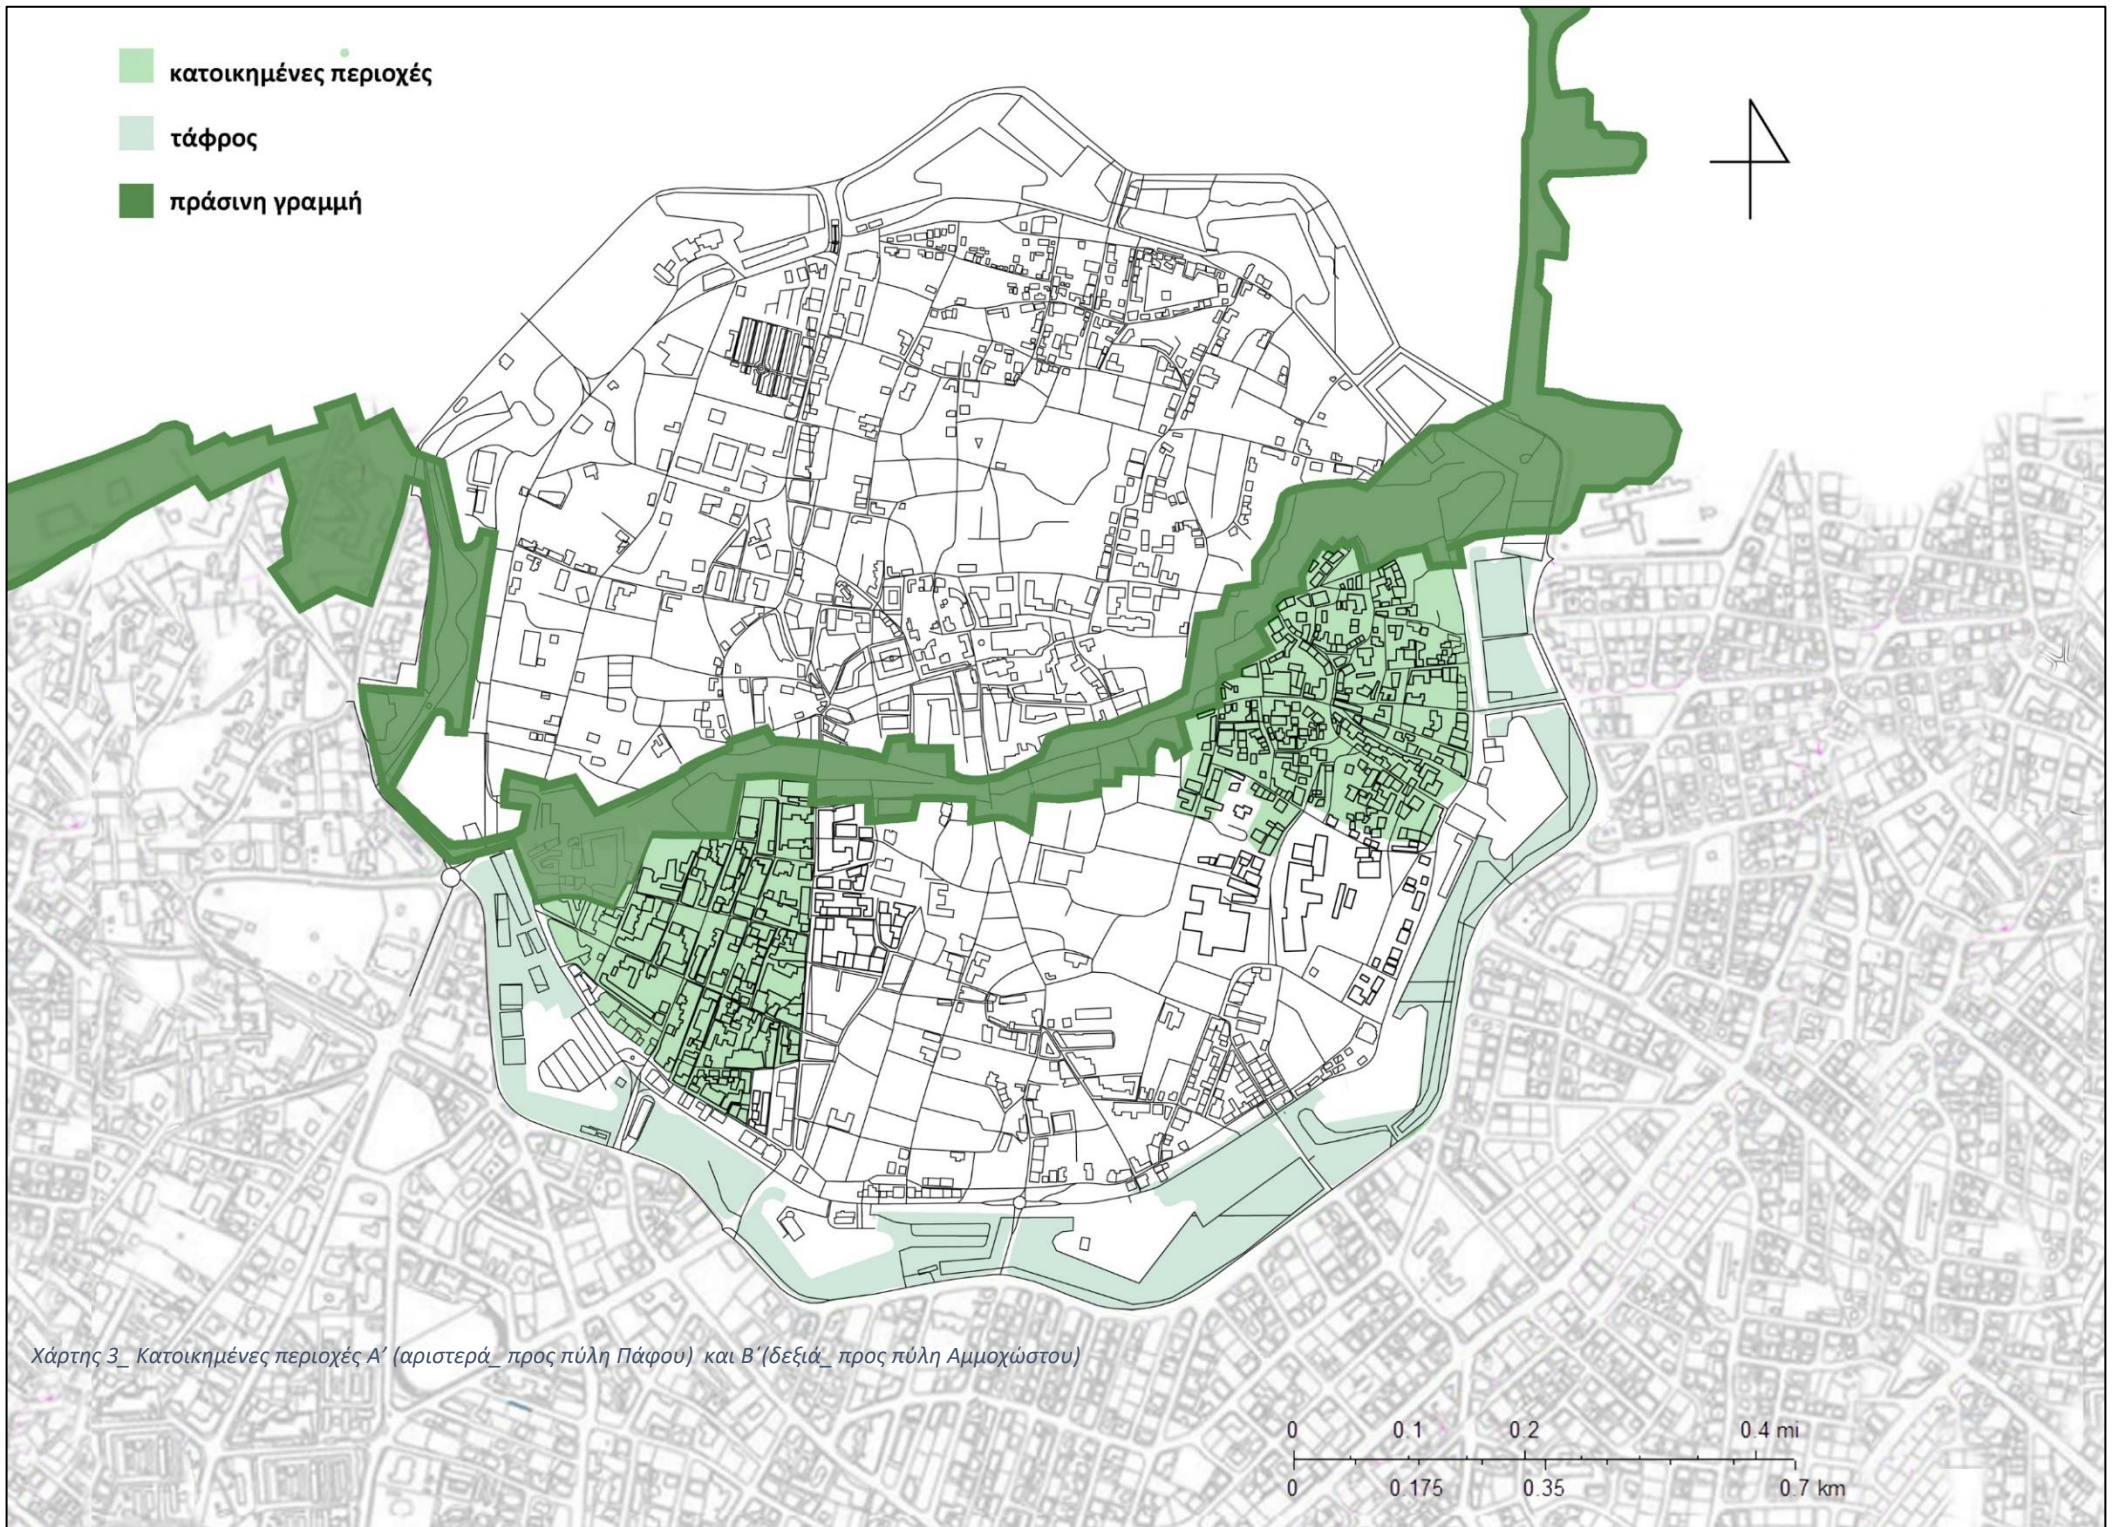 κατοικημένες περιοχές
τάφρος
πράσινη γραμμή
Χάρτης 3_ Κατοικημένες περιοχές Α’ (αριστερά_ προς πύλη Πάφου) και Β΄(δεξιά_ προς πύλη Αμμοχώστου)
0 0.1 0.2 0.4 mi
0 0.175 0.35 0.7 km